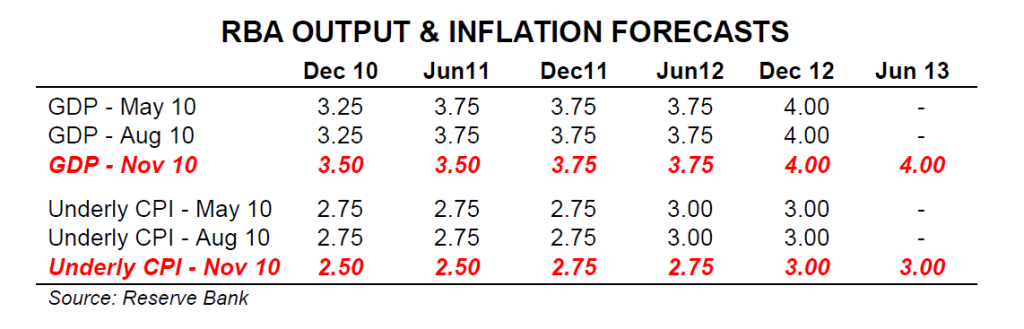 RBA OUTPUT & INFLATION FORECASTS
Dec 10 Jun11 Dec11 Jun12 Dec 12 Jun 13
GDP - May 10 3.25 3.75 3.75 3.75 4.00 -
GDP - Aug 10 3.25 3.75 3.75 3.75 4.00 -
GDP - Nov 10 3.50 3.50 3.75 3.75 4.00 4.00
Underly CPI - May 10 2.75 2.75 2.75 3.00 3.00 -
Underly CPI - Aug 10 2.75 2.75 2.75 3.00 3.00 -
Underly CPI - Nov 10 2.50 2.50 2.75 2.75 3.00 3.00
Source: Reserve Bank